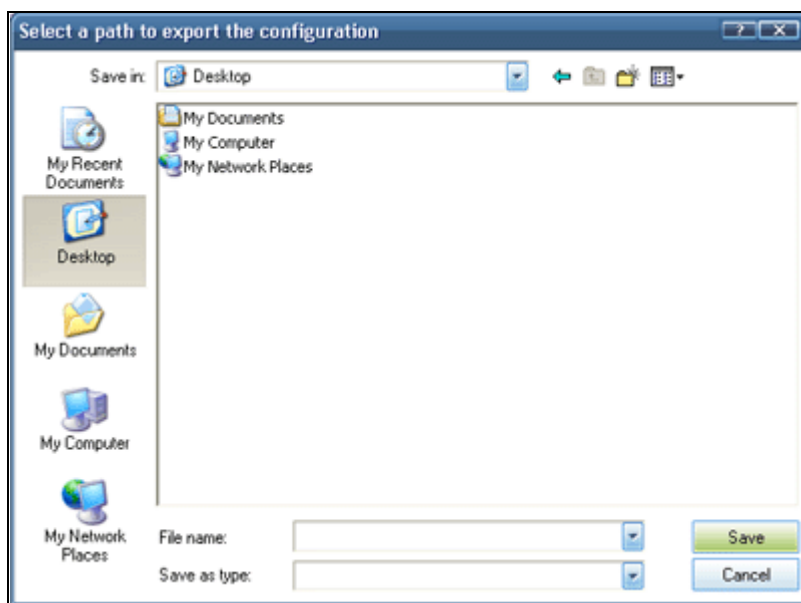 Select a path to export the configuration
Save in: Desktop
My Documents
My Computer
My Network Places
My Recent
Documents
Desktop
My Documents
My Computer
My Network
Places
File name:
Save
Save as type:
Cancel